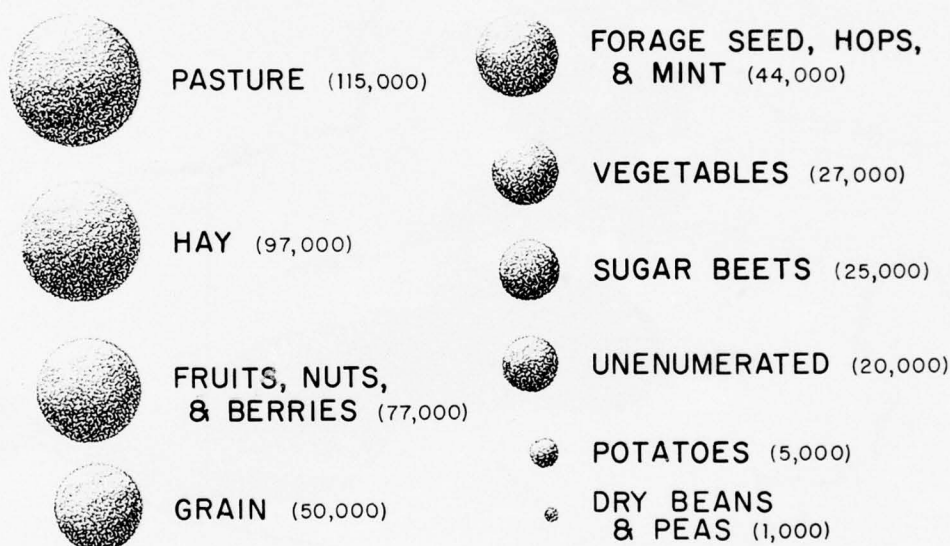 PASTURE (115,000)
HAY (97,000)
FRUITS, NUTS,
& BERRIES (77,000)
GRAIN (50,000)
FORAGE SEED, HOPS,
& MINT (44,000)
VEGETABLES (27,000)
SUGAR BEETS (25,000)
UNENUMERATED (20,000)
POTATOES (5,000)
DRY BEANS
& PEAS (1,000)